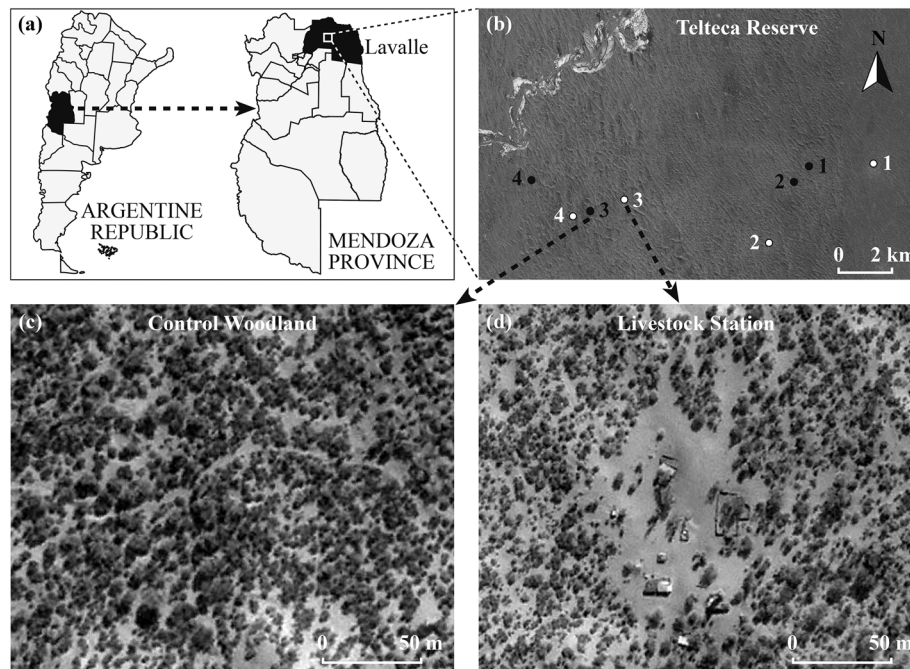 (a)
Lavalle
ARGENTINE
REPUBLIC
MENDOZA
PROVINCE
(b)
Telteca Reserve
N
1
1
2
4
3
3
4
2
0 2 km
(c)
Control Woodland
0 50 m
(d)
Livestock Station
0 50 m